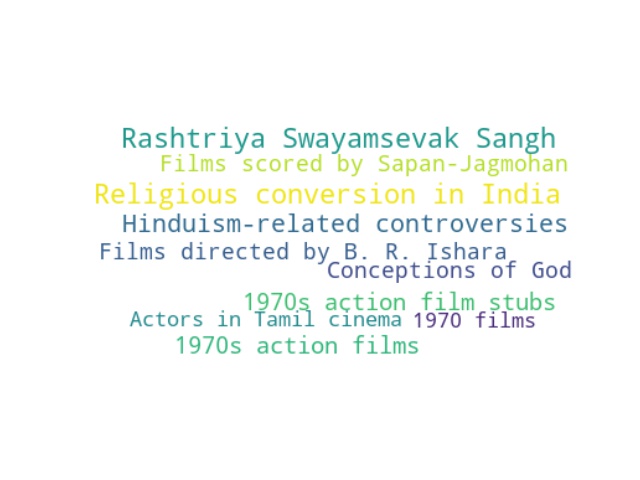 Rashtriya Swayamsevak Sangh
Films scored by Sapan-Jagmohan
Religious conversion in India
Hinduism-related controversies
Films directed by B. R. Ishara
Conceptions of God
1970s action film stubs
Actors in Tamil cinema 1970 films
1970s action films